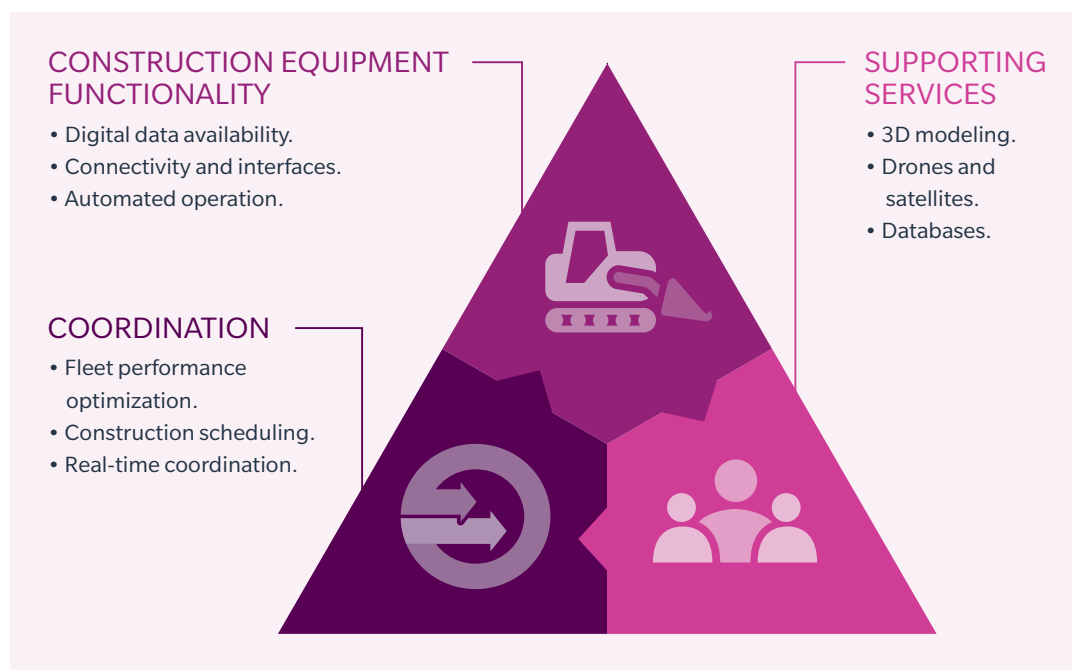 CONSTRUCTION EQUIPMENT
FUNCTIONALITY
• Digital data availability.
• Connectivity and interfaces.
• Automated operation.
SUPPORTING
SERVICES
• 3D modeling.
• Drones and
satellites.
• Databases.
COORDINATION
• Fleet performance
optimization.
• Construction scheduling.
• Real-time coordination.